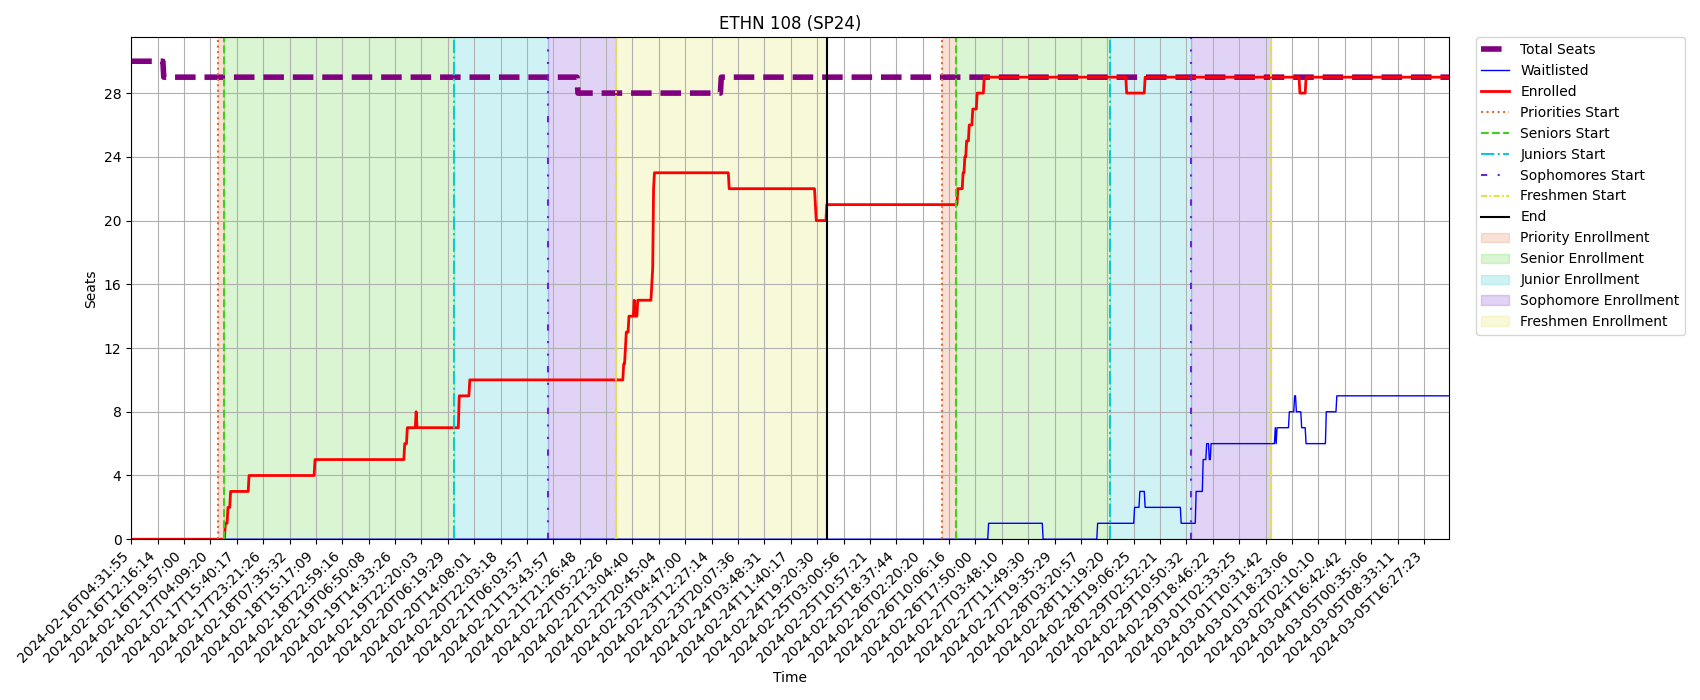 ETHN 108 (SP24)
Total Seats
Waitlisted
Enrolled
Priorities Start
Seniors Start
Juniors Start
Sophomores Start
Freshmen Start
End
Priority Enrollment
Senior Enrollment
Junior Enrollment
Sophomore Enrollment
Freshmen Enrollment
Seats
28
24
20
16
12
8
4
0
2024-02-16T04:31:55
2024-02-16T12:16:14
2024-02-16T19:57:00
2024-02-17T04:09:20
2024-02-17T15:40:17
2024-02-17T23:21:26
2024-02-18T07:35:32
2024-02-18T15:17:09
2024-02-18T22:59:16
2024-02-19T06:50:08
2024-02-19T14:33:26
2024-02-19T22:20:03
2024-02-20T06:19:29
2024-02-20T14:08:01
2024-02-20T22:03:18
2024-02-21T06:03:57
2024-02-21T13:43:57
2024-02-21T21:26:48
2024-02-22T05:22:26
2024-02-22T13:04:40
2024-02-22T20:45:04
2024-02-23T04:47:00
2024-02-23T12:27:14
2024-02-23T20:07:36
2024-02-24T03:48:31
2024-02-24T11:40:17
2024-02-24T19:20:30
2024-02-25T03:00:56
2024-02-25T10:57:21
2024-02-25T18:37:44
2024-02-26T02:20:20
2024-02-26T10:06:16
2024-02-26T17:50:00
2024-02-27T03:48:10
2024-02-27T11:49:30
2024-02-27T19:35:29
2024-02-28T03:20:57
2024-02-28T11:19:20
2024-02-28T19:06:25
2024-02-29T02:52:21
2024-02-29T10:50:32
2024-02-29T18:46:22
2024-03-01T02:33:25
2024-03-01T10:31:42
2024-03-01T18:23:06
2024-03-02T02:10:10
2024-03-04T16:42:42
2024-03-05T00:35:06
2024-03-05T08:33:11
2024-03-05T16:27:23
Time